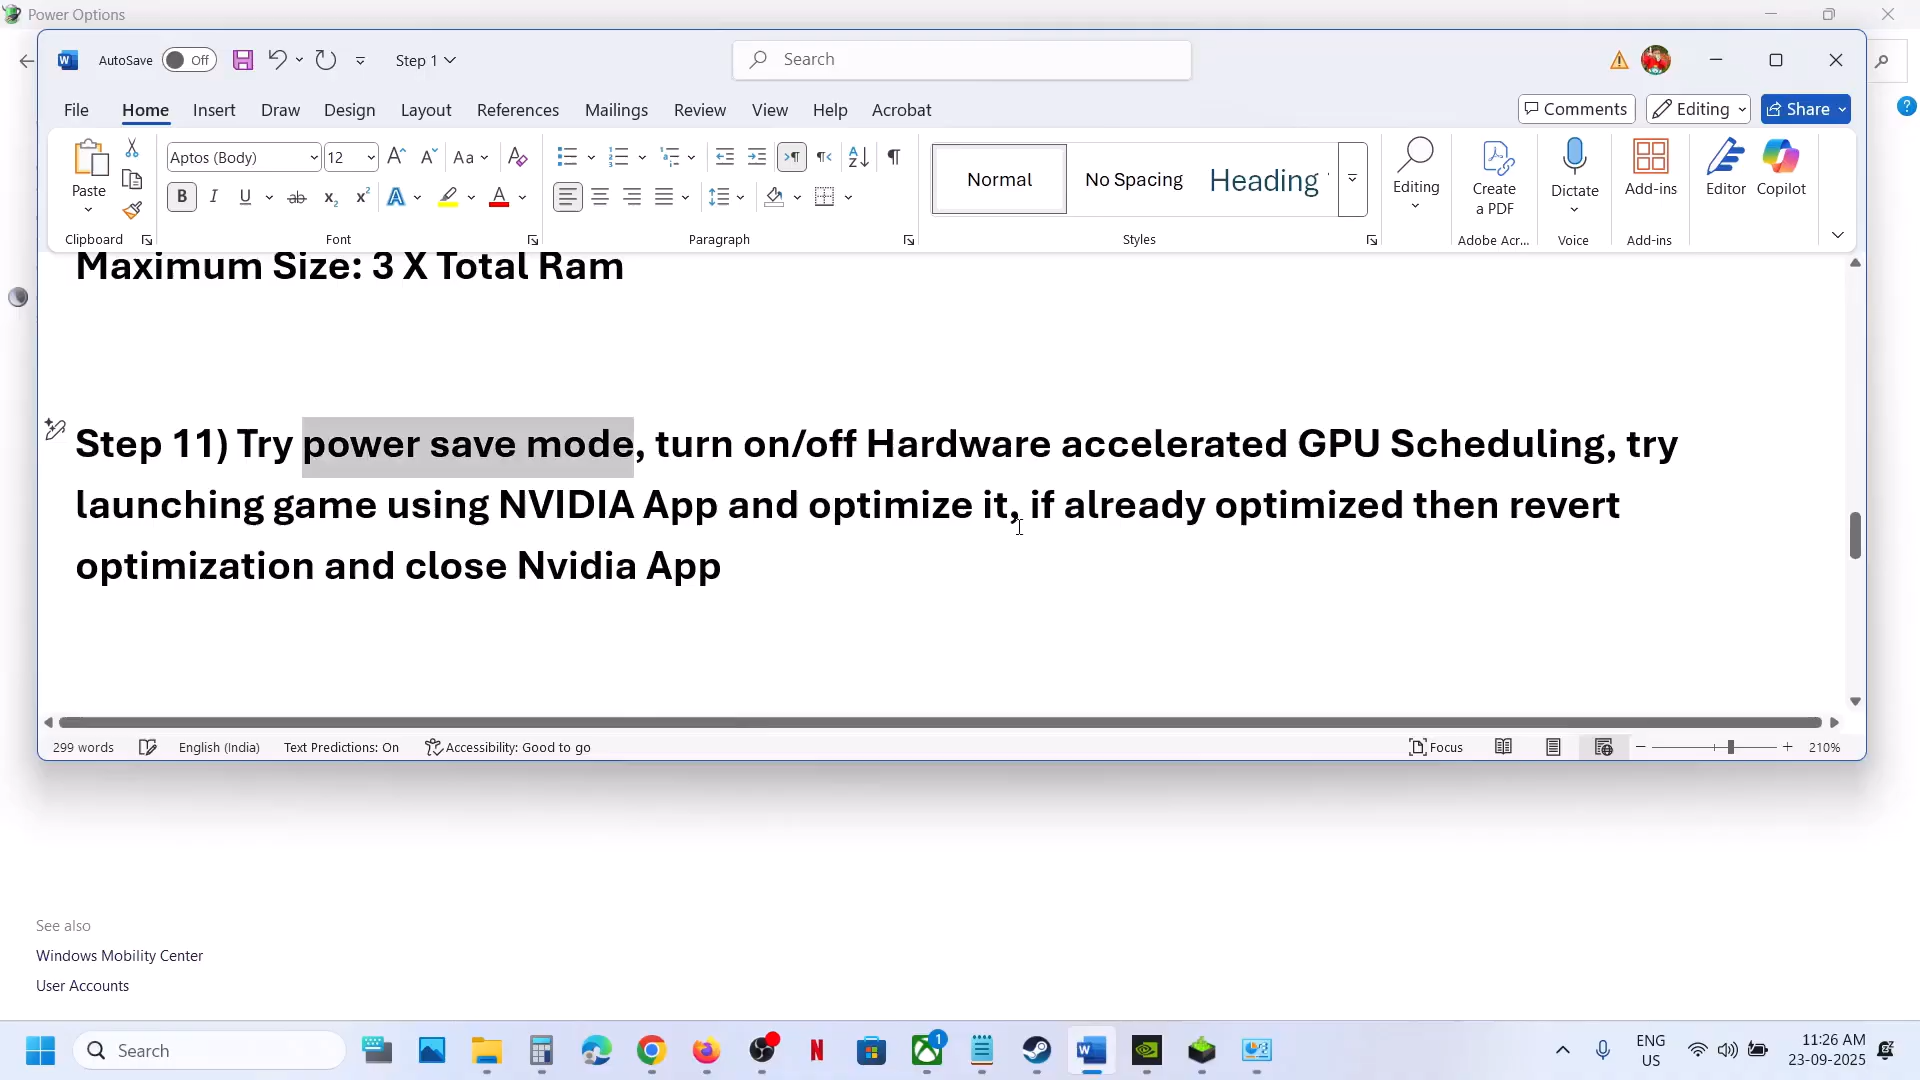 Power Options
AutoSave Off Step 1 Search
File Home Insert Draw Design Layout References Mailings Review View Help Acrobat Comments Editing Share
Paste
Aptos (Body) 12 Aa
Normal No Spacing Heading
Editing
Create a PDF
Dictate
Add-ins
Editor
Copilot
Clipboard Font Paragraph Styles Adobe Acr... Voice Add-ins
Maximum Size: 3 X Total Ram
Step 11) Try power save mode, turn on/off Hardware accelerated GPU Scheduling, try
launching game using NVIDIA App and optimize it, if already optimized then revert
optimization and close Nvidia App
299 words English (India) Text Predictions: On Accessibility: Good to go Focus 210%
See also
Windows Mobility Center
User Accounts
Search
1
ENG
US
11:26 AM
23-09-2025